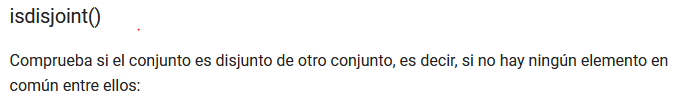 isdisjoint()
Comprueba si el conjunto es disjunto de otro conjunto, es decir, si no hay ningún elemento en
común entre ellos: